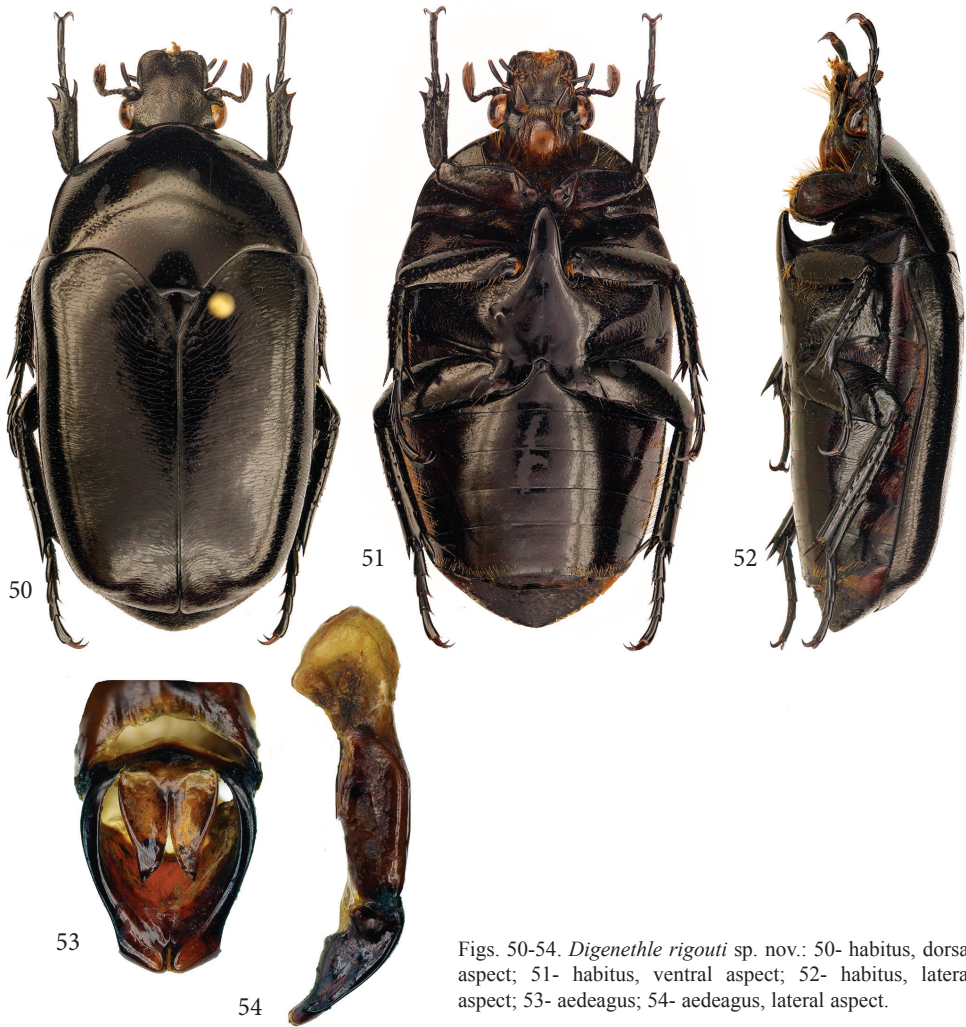 50
51
52
53
54
Figs. 50-54. Digenethle rigouti sp. nov.: 50- habitus, dorsa
aspect; 51- habitus, ventral aspect; 52- habitus, latera
aspect; 53- aedeagus; 54- aedeagus, lateral aspect.